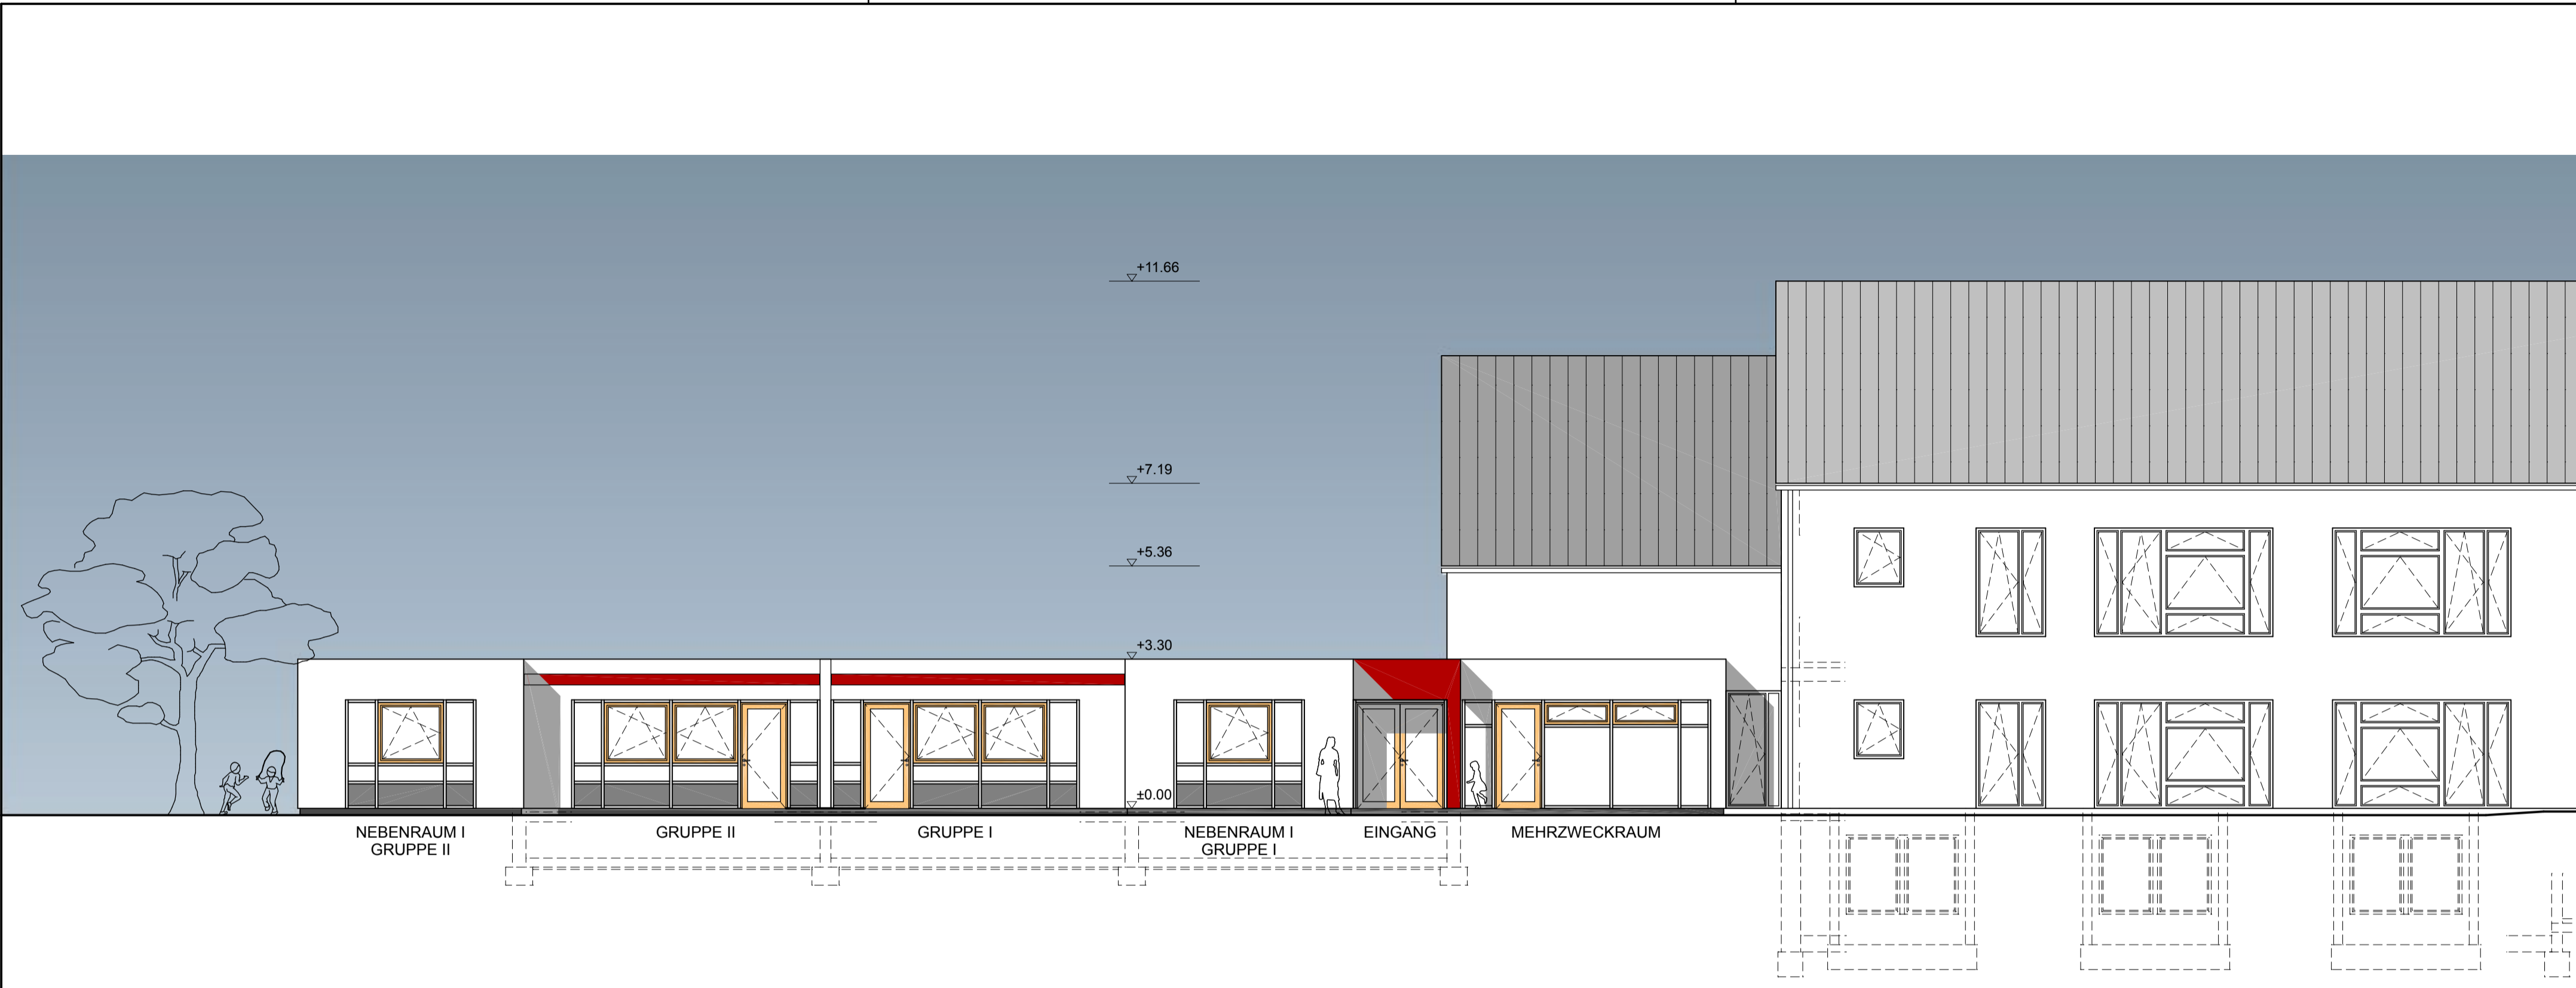 +11.66
+7.19
+5.36
+3.30
±0.00
NEBENRAUM I
GRUPPE II
GRUPPE II
GRUPPE I
NEBENRAUM I
GRUPPE I
EINGANG
MEHRZWECKRAUM